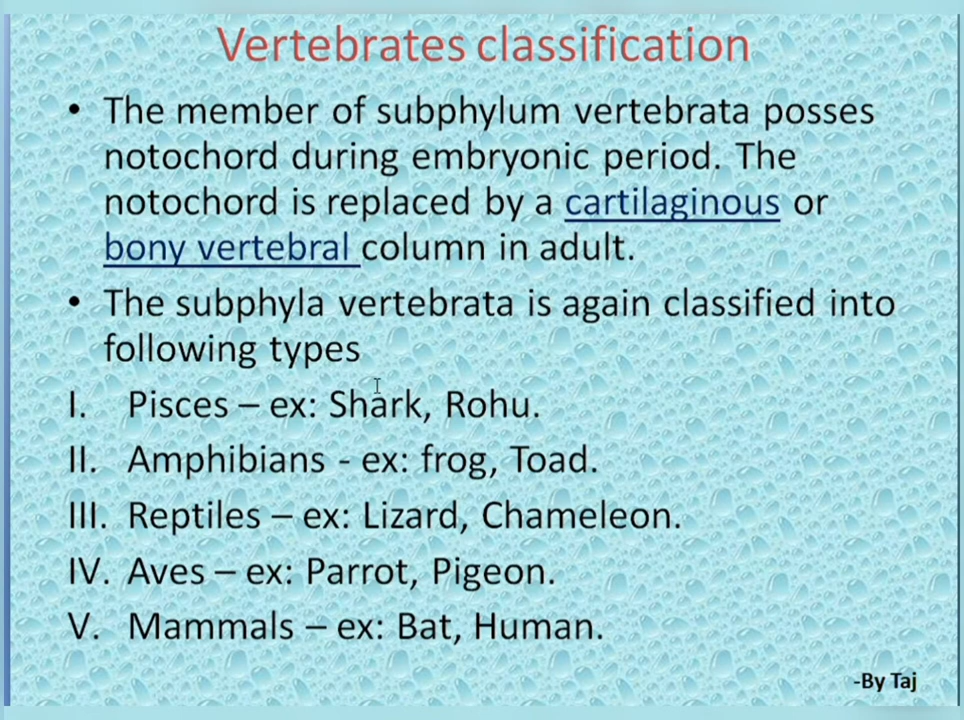 Vertebrates classification
• The member of subphylum vertebrata posses
notochord during embryonic period. The
notochord is replaced by a cartilaginous or
bony vertebral column in adult.
• The subphyla vertebrata is again classified into
following types
I. Pisces – ex: Shark, Rohu.
II. Amphibians - ex: frog, Toad.
III. Reptiles – ex: Lizard, Chameleon.
IV. Aves – ex: Parrot, Pigeon.
V. Mammals – ex: Bat, Human.
-By Taj